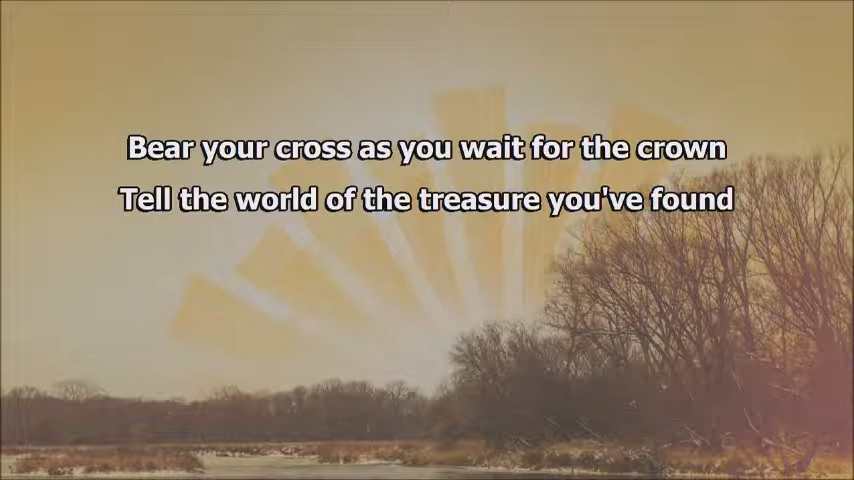 Bear your cross as you wait for the crown
Tell the world of the treasure you've found